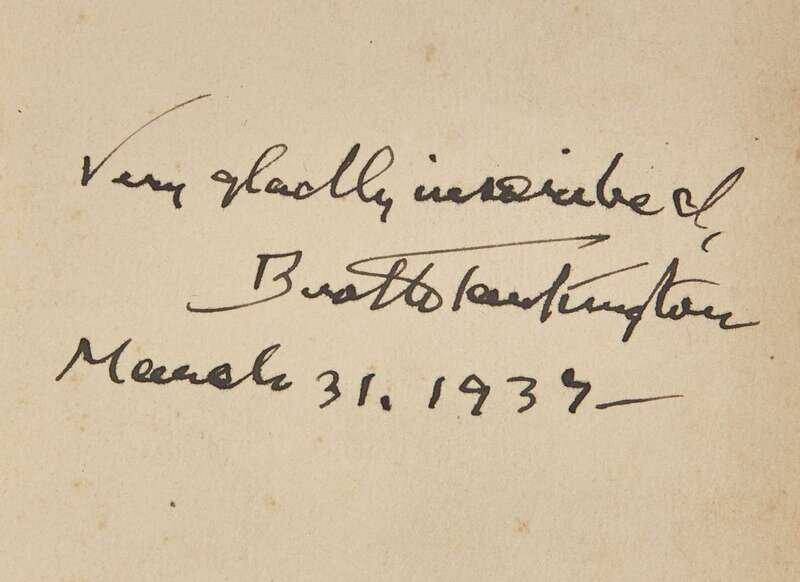 Very gladly inscribed,
Booth Tarkington
March 31. 1937—